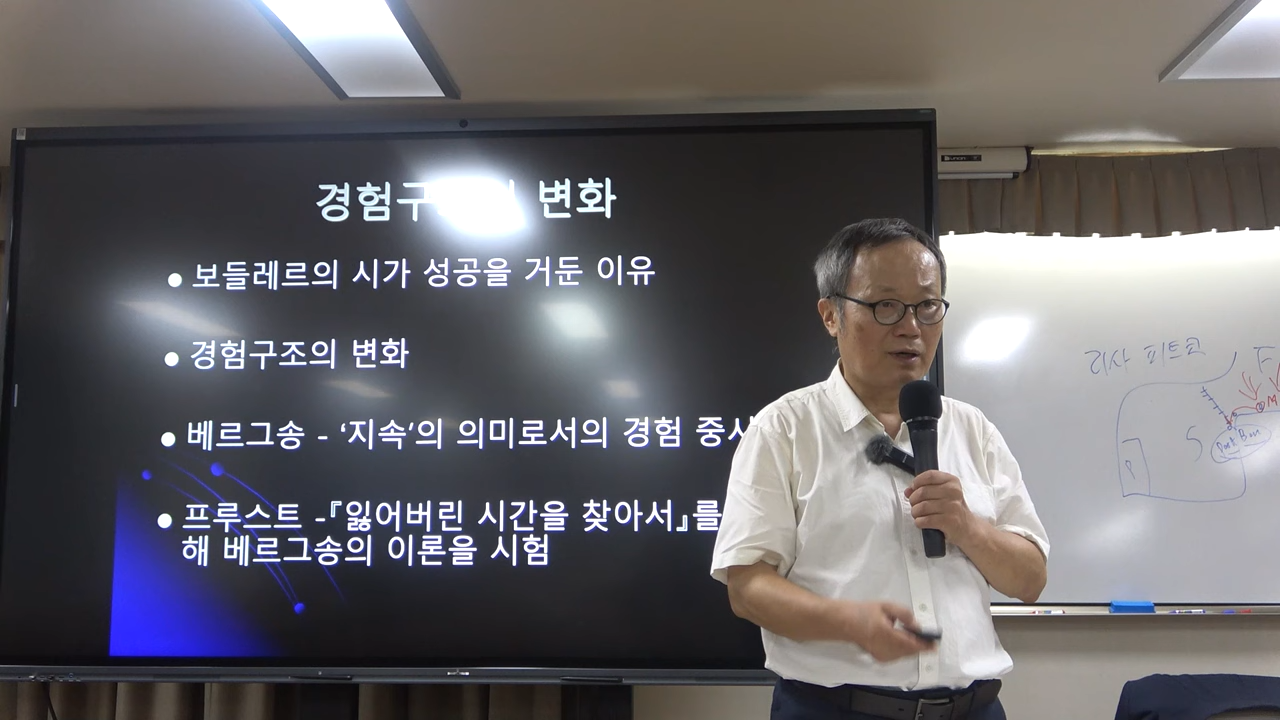 경험구 변화
보들레르의 시가 성공을 거둔 이유
경험구조의 변화
베르그송 - ‘지속’의 의미로서의 경험 중시
프루스트 -『잃어버린 시간을 찾아서』를
해 베르그송의 이론을 시험
리사 피트코
F
M
S
Port Bou
P